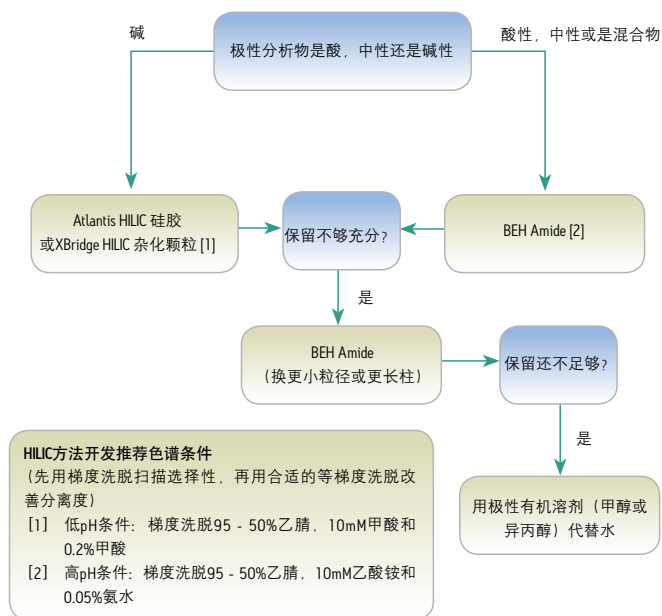 碱
酸性，中性或是混合物
极性分析物是酸，中性还是碱性
Atlantis HILIC 硅胶
或XBridge HILIC 杂化颗粒 [1]
保留不够充分？
BEH Amide [2]
是
BEH Amide
（换更小粒径或更长柱）
保留还不足够？
是
用极性有机溶剂（甲醇或
异丙醇）代替水
HILIC方法开发推荐色谱条件
(先用梯度洗脱扫描选择性，再用合适的等梯度洗脱改
善分离度)
[1] 低pH条件：梯度洗脱95 - 50%乙腈，10mM甲酸和
0.2%甲酸
[2] 高pH条件：梯度洗脱95 - 50%乙腈，10mM乙酸铵和
0.05%氨水